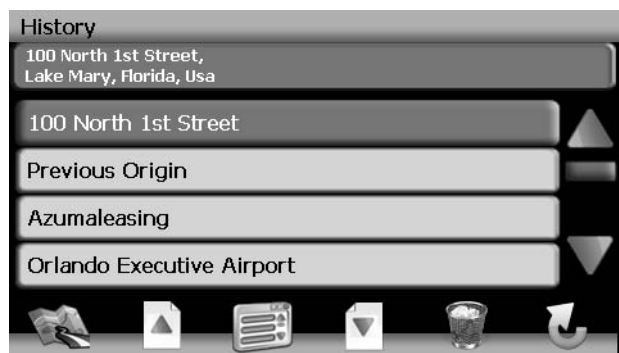 History
100 North 1st Street,
Lake Mary, Florida, Usa
100 North 1st Street
Previous Origin
Azumaleasing
Orlando Executive Airport